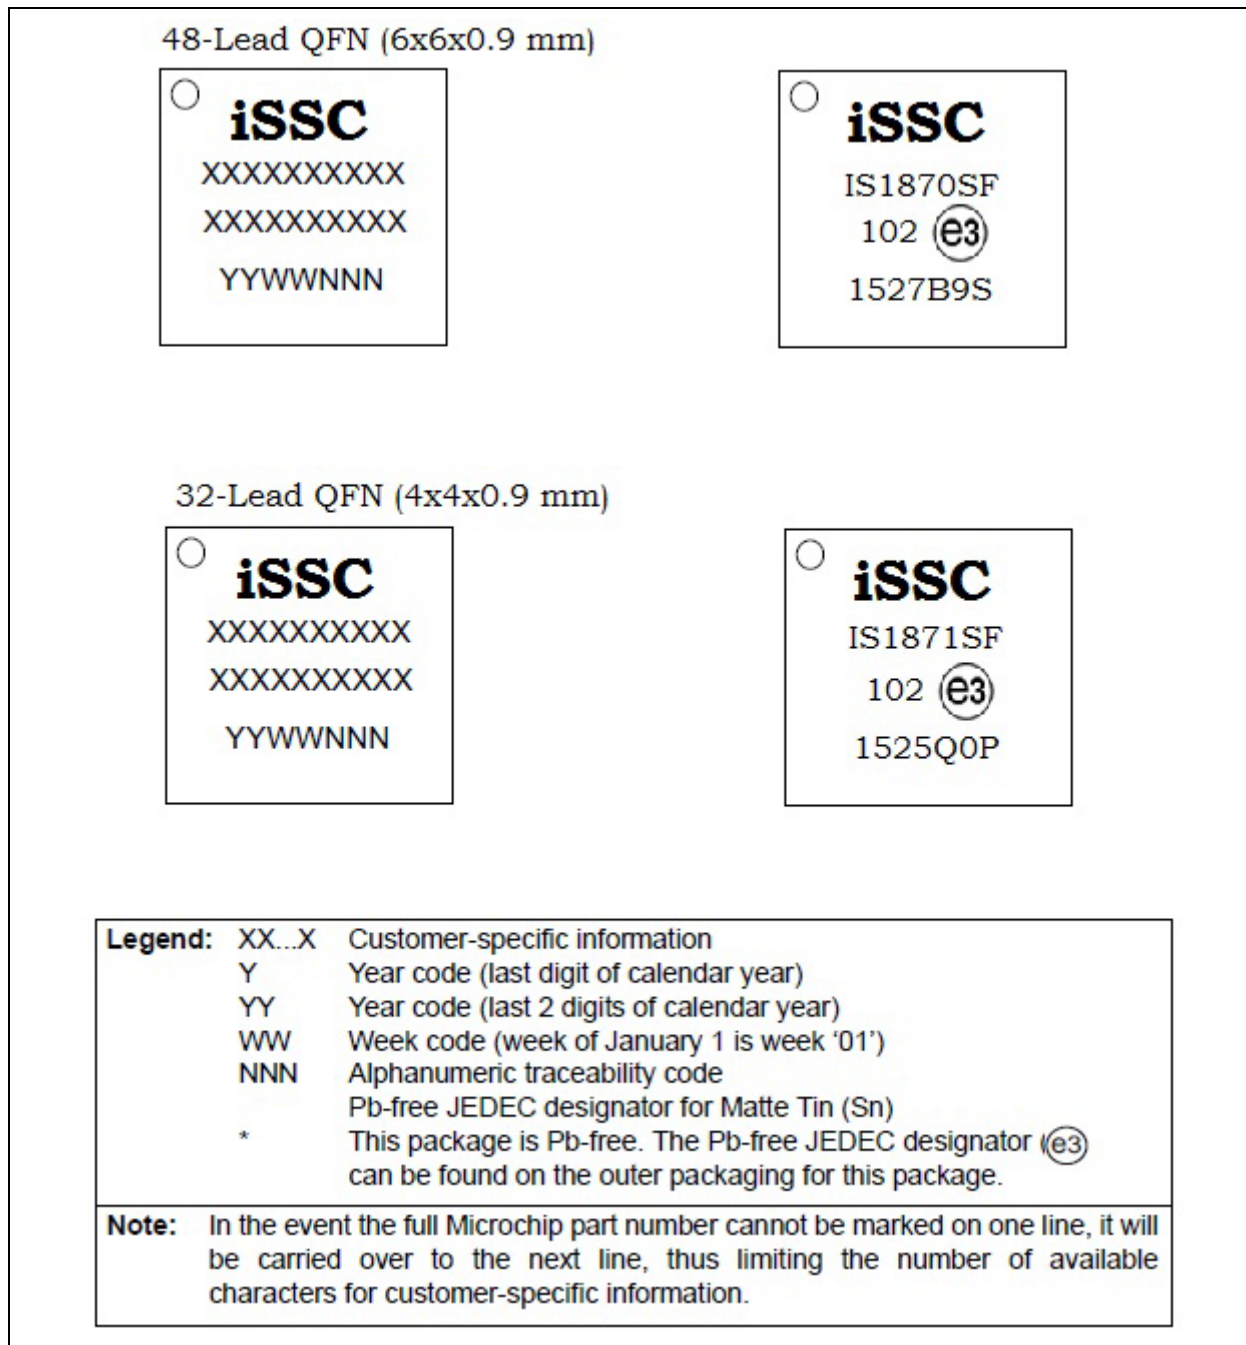 48-Lead QFN (6x6x0.9 mm)
iSSC
XXXXXXXXXX
XXXXXXXXXX
YYWWNNN
iSSC
IS1870SF
102 e3
1527B9S
32-Lead QFN (4x4x0.9 mm)
iSSC
XXXXXXXXXX
XXXXXXXXXX
YYWWNNN
iSSC
IS1871SF
102 e3
1525Q0P
Legend: XX...X Customer-specific information
Y Year code (last digit of calendar year)
YY Year code (last 2 digits of calendar year)
WW Week code (week of January 1 is week ‘01’)
NNN Alphanumeric traceability code
Pb-free JEDEC designator for Matte Tin (Sn)
* This package is Pb-free. The Pb-free JEDEC designator (e3)
can be found on the outer packaging for this package.
Note: In the event the full Microchip part number cannot be marked on one line, it will
be carried over to the next line, thus limiting the number of available
characters for customer-specific information.